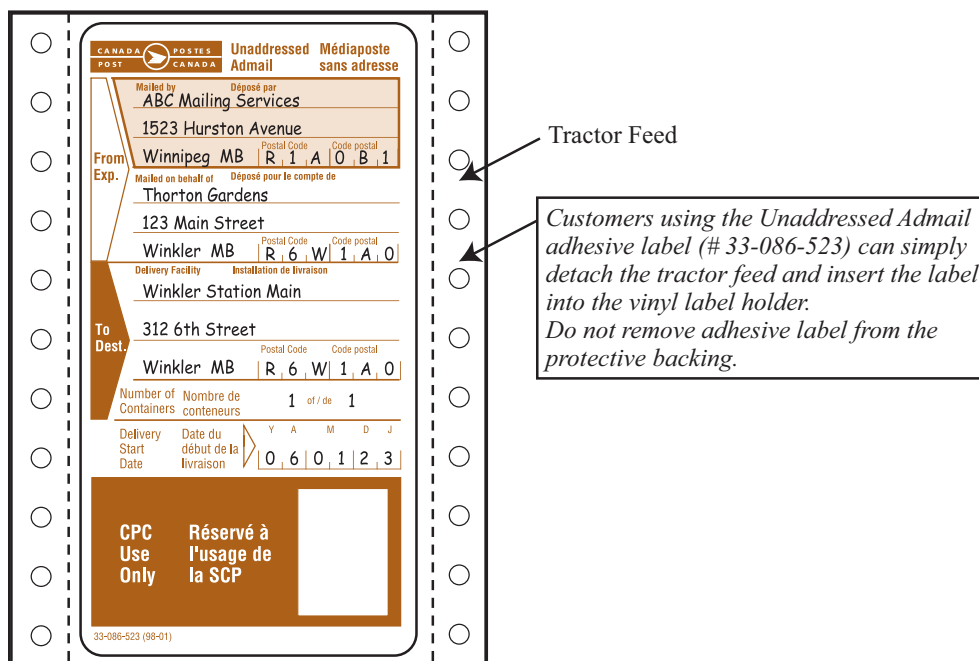 CANADA POSTES
POST CANADA
Unaddressed Médiaposte
Admail sans adresse
Mailed by Déposé par
ABC Mailing Services
1523 Hurston Avenue
Postal Code Code postal
Winnipeg MB R 1 A 0 B 1
From
Exp.
Mailed on behalf of Déposé pour le compte de
Thorton Gardens
123 Main Street
Postal Code Code postal
Winkler MB R 6 W 1 A 0
Delivery Facility Installation de livraison
Winkler Station Main
To
Dest.
312 6th Street
Postal Code Code postal
Winkler MB R 6 W 1 A 0
Number of Nombre de
Containers conteneurs
1 of / de 1
Delivery Date du
Start début de la
Date livraison
Y A M D J
0 6 0 1 2 3
CPC Réservé à
Use l'usage de
Only la SCP
33-086-523 (98-01)
Tractor Feed
Customers using the Unaddressed Admail
adhesive label (# 33-086-523) can simply
detach the tractor feed and insert the label
into the vinyl label holder.
Do not remove adhesive label from the
protective backing.